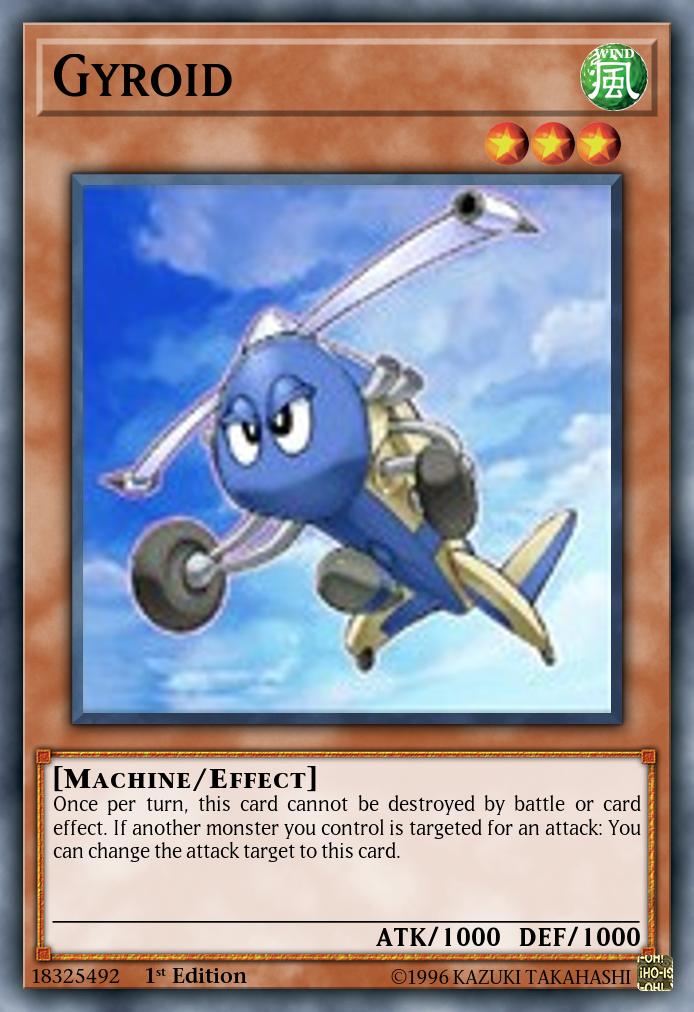 Gyroid
WIND
風
[Machine/Effect]
Once per turn, this card cannot be destroyed by battle or card
effect. If another monster you control is targeted for an attack: You
can change the attack target to this card.
ATK/1000 DEF/1000
18325492 1st Edition ©1996 KAZUKI TAKAHASHI